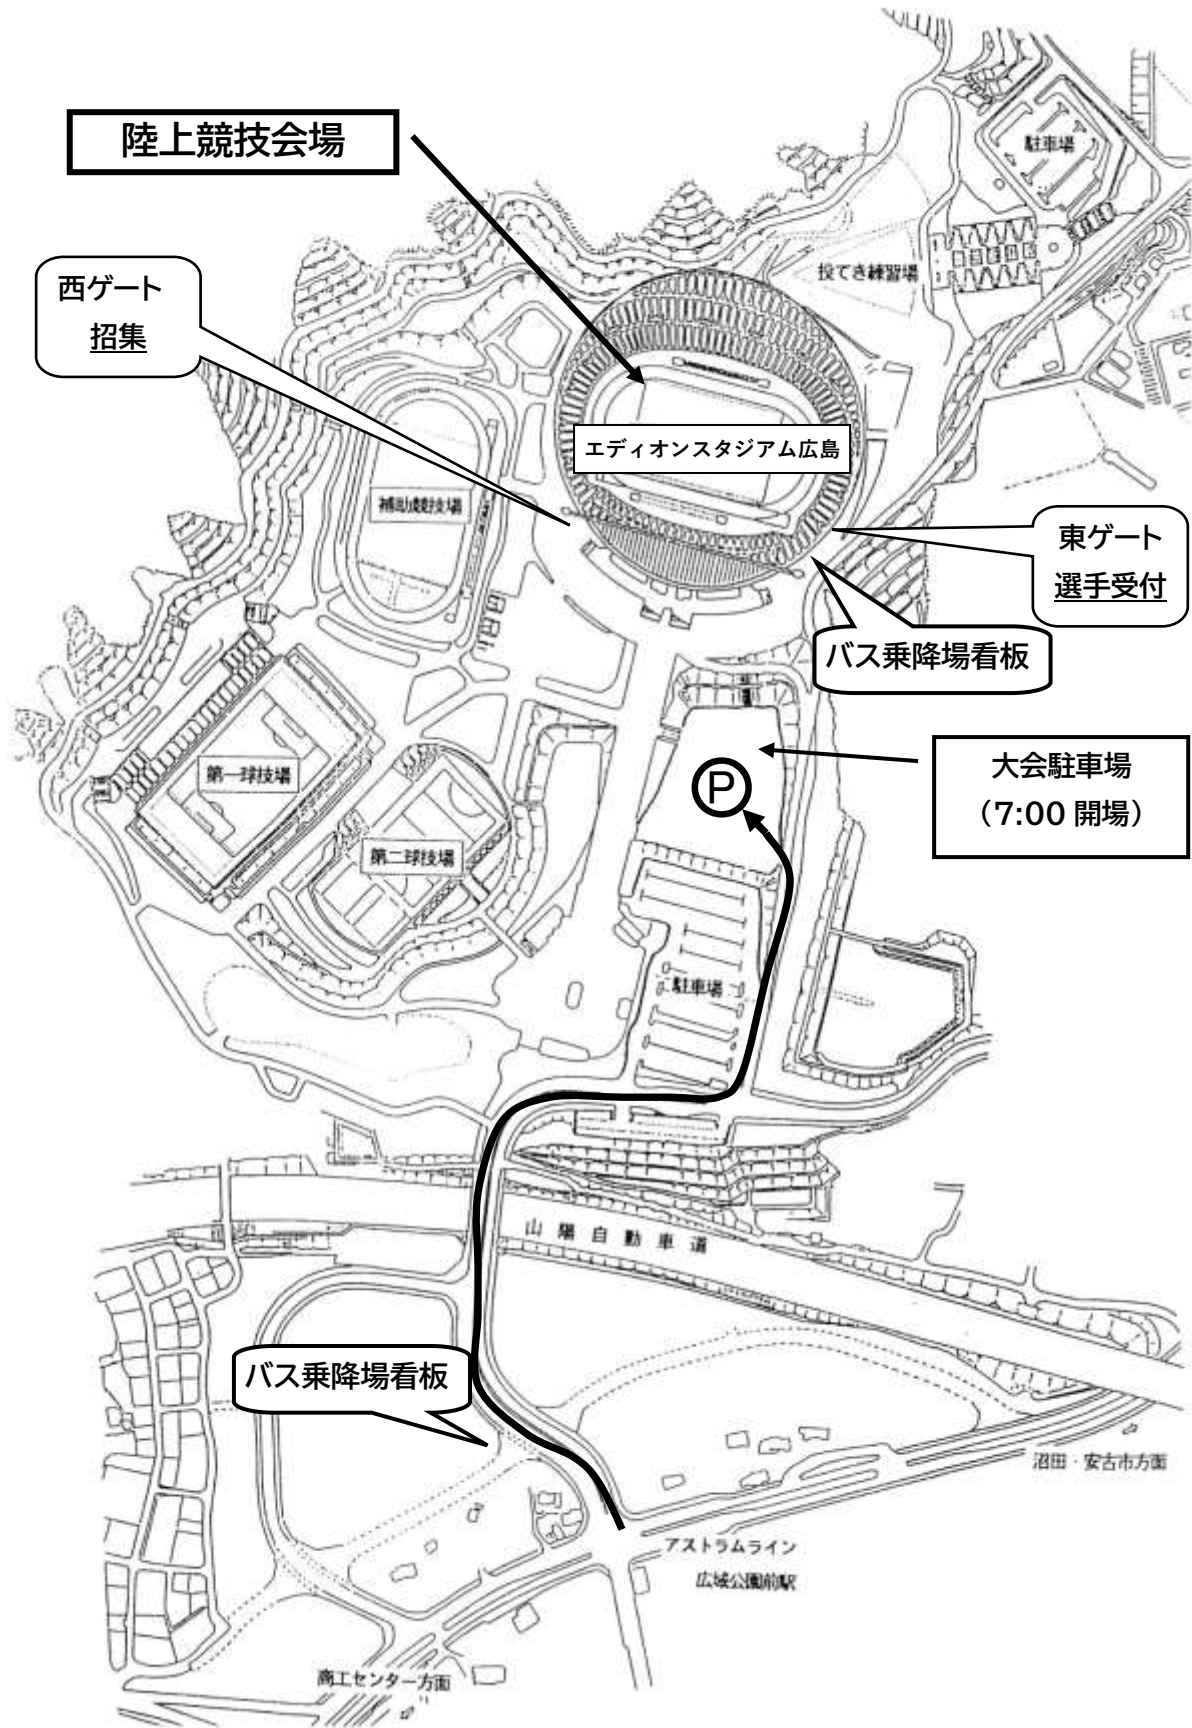 陸上競技会場
駐車場
西ゲート
招集
投てき練習場
エディオンスタジアム広島
補助競技場
東ゲート
選手受付
バス乗降場看板
第一球技場
大会駐車場
（7:00 開場）
P
第二球技場
駐車場
山陽自動車道
バス乗降場看板
沼田・安古市方面
アストラムライン
広域公園前駅
商工センター方面